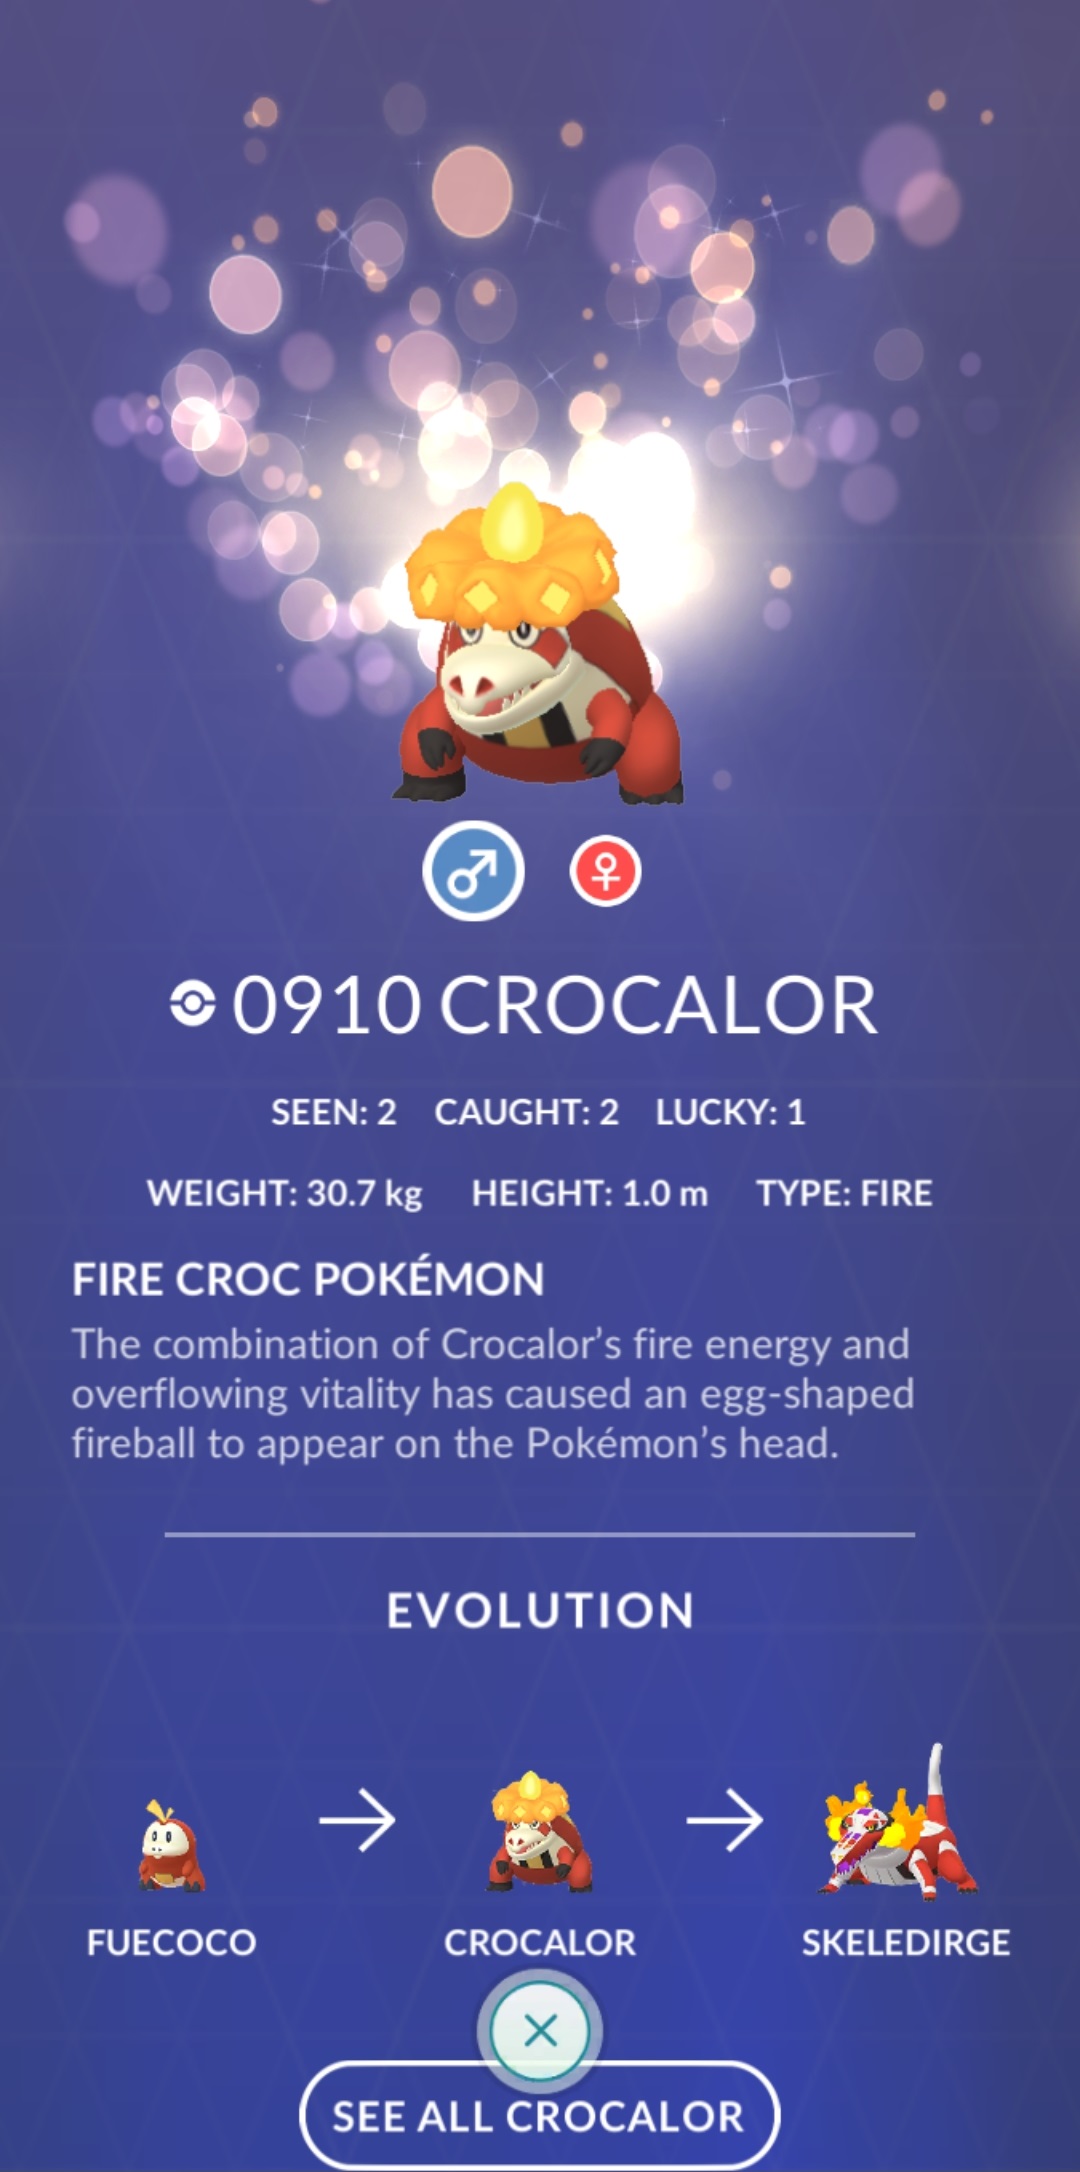 0910 CROCALOR
SEEN: 2 CAUGHT: 2 LUCKY: 1
WEIGHT: 30.7 kg HEIGHT: 1.0 m TYPE: FIRE
FIRE CROC POKÉMON
The combination of Crocalor’s fire energy and
overflowing vitality has caused an egg-shaped
fireball to appear on the Pokémon’s head.
EVOLUTION
FUECOCO CROCALOR SKELEDIRGE
SEE ALL CROCALOR